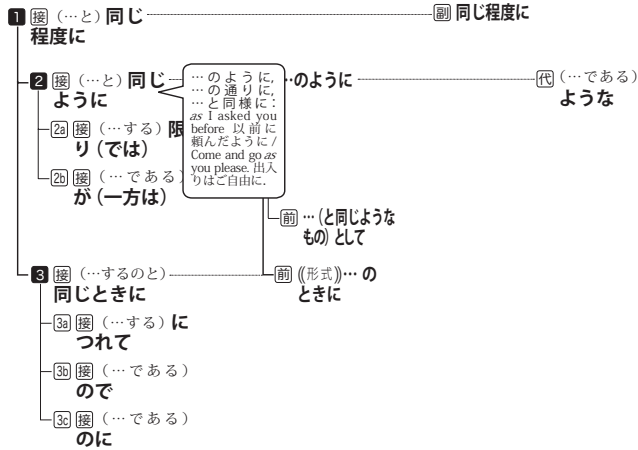 1 接 (…と) 同じ
程度に
副 同じ程度に
2 接 (…と) 同じ
ように
…のように
代 (…である)
ような
…のように,
…の通りに,
…と同様に:
as I asked you
before 以前に
頼んだように /
Come and go as
you please. 出入
りはご自由に.
2a 接 (…する) 限
り (では)
2b 接 (…である)
が (一方は)
前 … (と同じような
もの) として
3 接 (…するのと)
同じときに
前 ((形式)) … の
ときに
3a 接 (…する) に
つれて
3b 接 (…である)
ので
3c 接 (…である)
のに